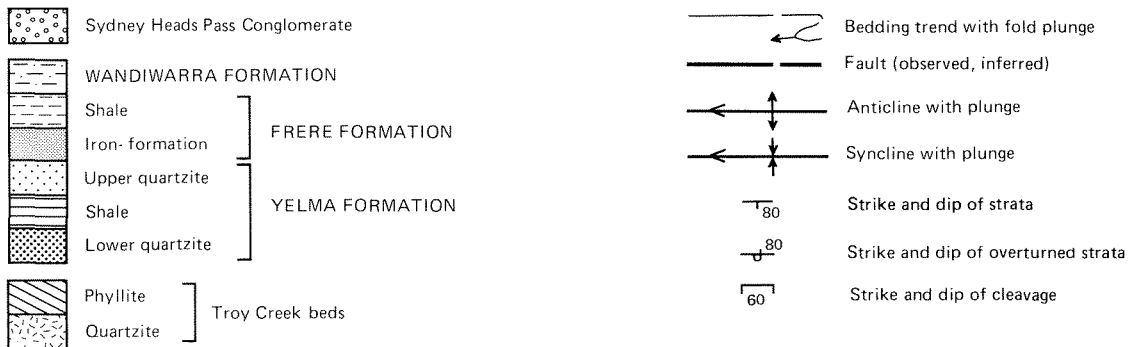 Sydney Heads Pass Conglomerate
WANDIWARRA FORMATION
Shale
Iron- formation
FRERE FORMATION
Upper quartzite
Shale
Lower quartzite
YELMA FORMATION
Phyllite
Quartzite
Troy Creek beds
Bedding trend with fold plunge
Fault (observed, inferred)
Anticline with plunge
Syncline with plunge
80
Strike and dip of strata
80
Strike and dip of overturned strata
60
Strike and dip of cleavage